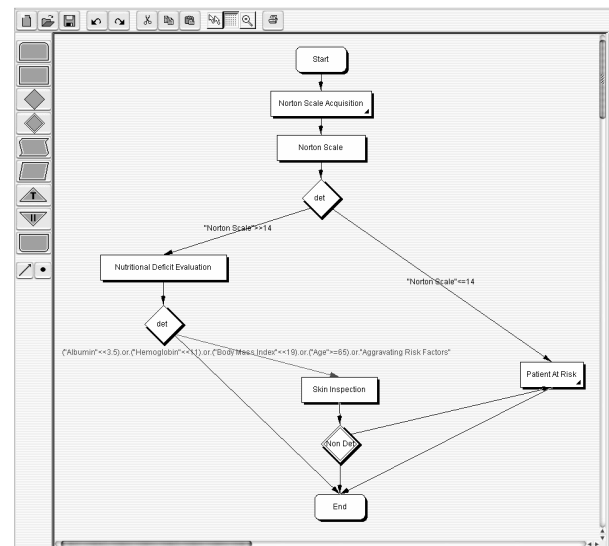 Start
Norton Scale Acquisition
Norton Scale
det
"Norton Scale">>14
Nutritional Deficit Evaluation
"Norton Scale"<=14
det
("Albumin"<<3.5).or.("Hemoglobin"<<11).or.("Body Mass Index"<<19).or.("Age">=65).or."Aggravating Risk Factors"
Patient At Risk
Skin Inspection
Non Det
End
T
II